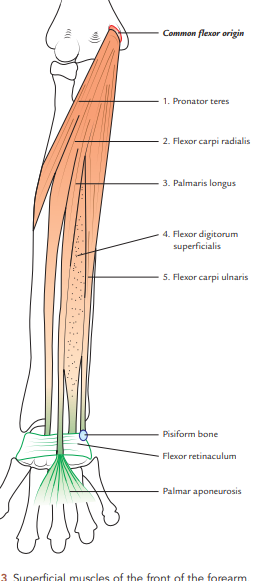 Common flexor origin
1. Pronator teres
2. Flexor carpi radialis
3. Palmaris longus
4. Flexor digitorum
superficialis
5. Flexor carpi ulnaris
Pisiform bone
Flexor retinaculum
Palmar aponeurosis
3 Superficial muscles of the front of the forearm